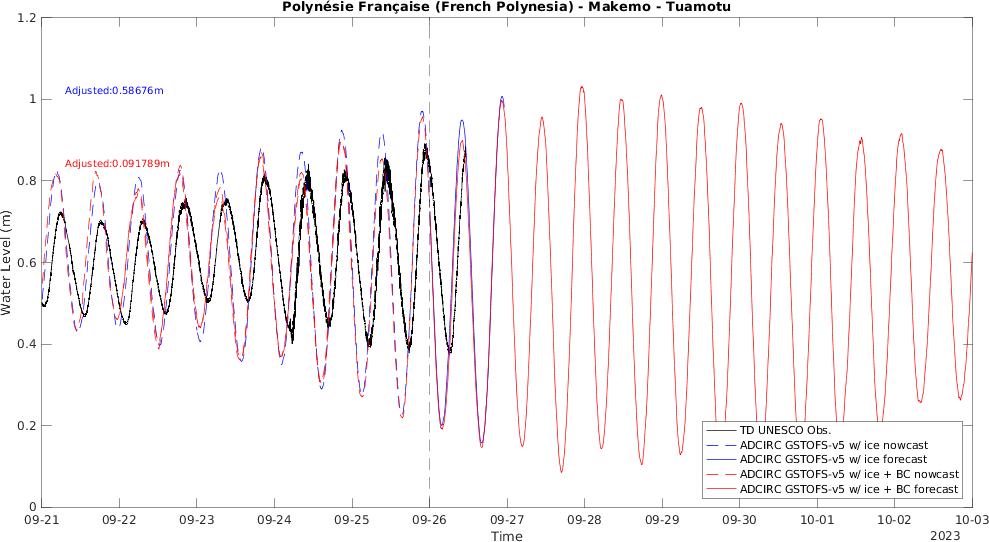 Polynésie Française (French Polynesia) - Makemo - Tuamotu
1.2
1
0.8
0.6
0.4
0.2
0
Water Level (m)
Adjusted:0.58676m
Adjusted:0.091789m
TD UNESCO Obs.
ADCIRC GSTOFS-v5 w/ ice nowcast
ADCIRC GSTOFS-v5 w/ ice forecast
ADCIRC GSTOFS-v5 w/ ice + BC nowcast
ADCIRC GSTOFS-v5 w/ ice + BC forecast
09-21 09-22 09-23 09-24 09-25 09-26 09-27 09-28 09-29 09-30 10-01 10-02 10-03
Time
2023